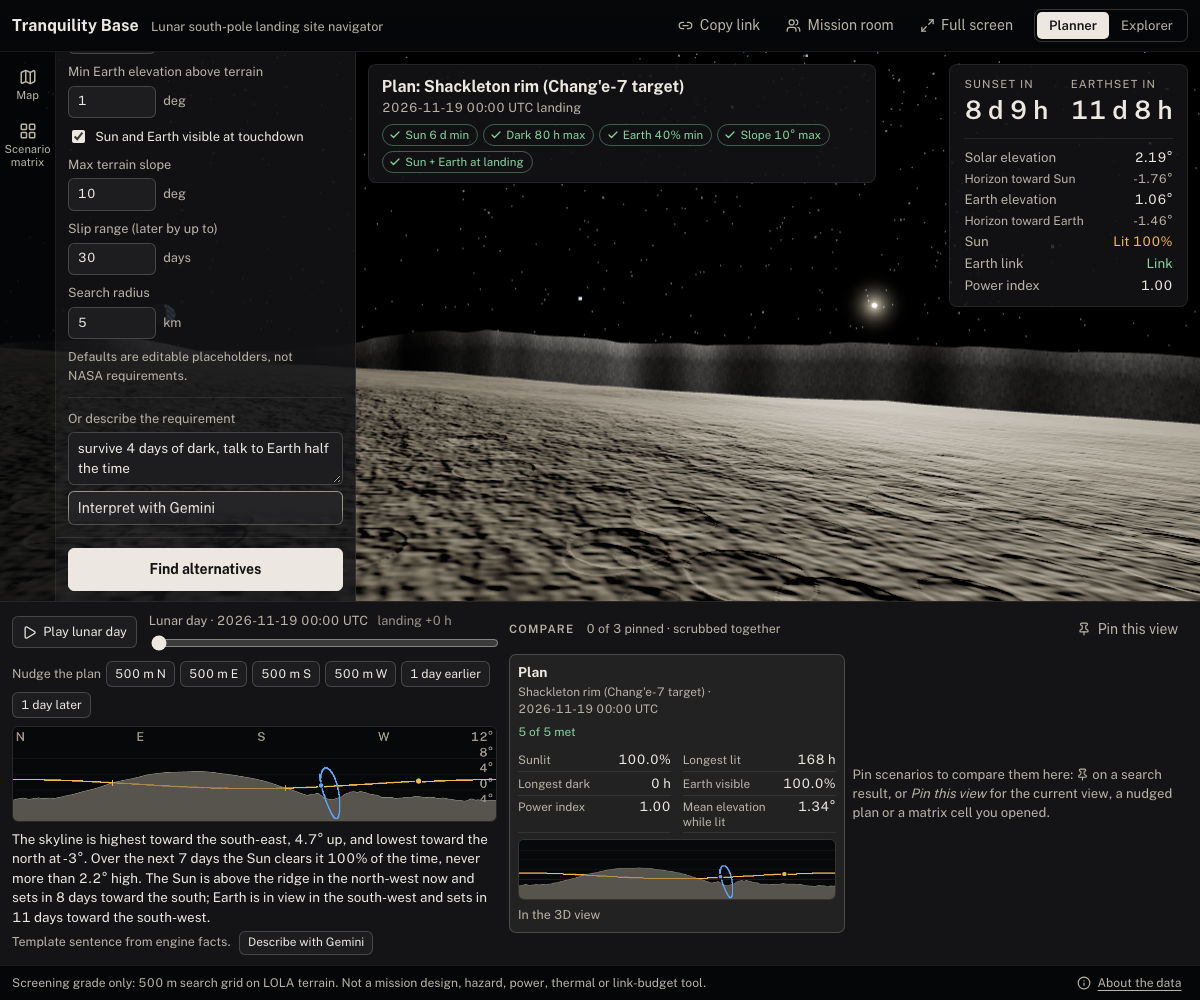 Tranquility Base
Lunar south-pole landing site navigator
Copy link
Mission room
Full screen
Planner
Explorer
Map
Scenario
matrix
Min Earth elevation above terrain
1
deg
Sun and Earth visible at touchdown
Max terrain slope
10
deg
Slip range (later by up to)
30
days
Search radius
5
km
Defaults are editable placeholders, not
NASA requirements.
Or describe the requirement
survive 4 days of dark, talk to Earth half
the time
Interpret with Gemini
Find alternatives
Plan: Shackleton rim (Chang'e-7 target)
2026-11-19 00:00 UTC landing
Sun 6 d min
Dark 80 h max
Earth 40% min
Slope 10° max
Sun + Earth at landing
SUNSET IN
EARTHSET IN
8 d 9 h
11 d 8 h
Solar elevation 2.19°
Horizon toward Sun -1.76°
Earth elevation 1.06°
Horizon toward Earth -1.46°
Sun Lit 100%
Earth link Link
Power index 1.00
Play lunar day
Lunar day · 2026-11-19 00:00 UTC landing +0 h
Nudge the plan
500 m N
500 m E
500 m S
500 m W
1 day earlier
1 day later
N E S W 12°
8°
4°
0°
4°
The skyline is highest toward the south-east, 4.7° up, and lowest toward the
north at -3°. Over the next 7 days the Sun clears it 100% of the time, never
more than 2.2° high. The Sun is above the ridge in the north-west now and
sets in 8 days toward the south; Earth is in view in the south-west and sets in
11 days toward the south-west.
Template sentence from engine facts.
Describe with Gemini
COMPARE 0 of 3 pinned · scrubbed together
Pin this view
Plan
Shackleton rim (Chang'e-7 target) ·
2026-11-19 00:00 UTC
5 of 5 met
Sunlit 100.0%
Longest lit 168 h
Longest dark 0 h
Earth visible 100.0%
Power index 1.00
Mean elevation 1.34°
while lit
In the 3D view
Pin scenarios to compare them here: on a search
result, or Pin this view for the current view, a nudged
plan or a matrix cell you opened.
Screening grade only: 500 m search grid on LOLA terrain. Not a mission design, hazard, power, thermal or link-budget tool.
About the data